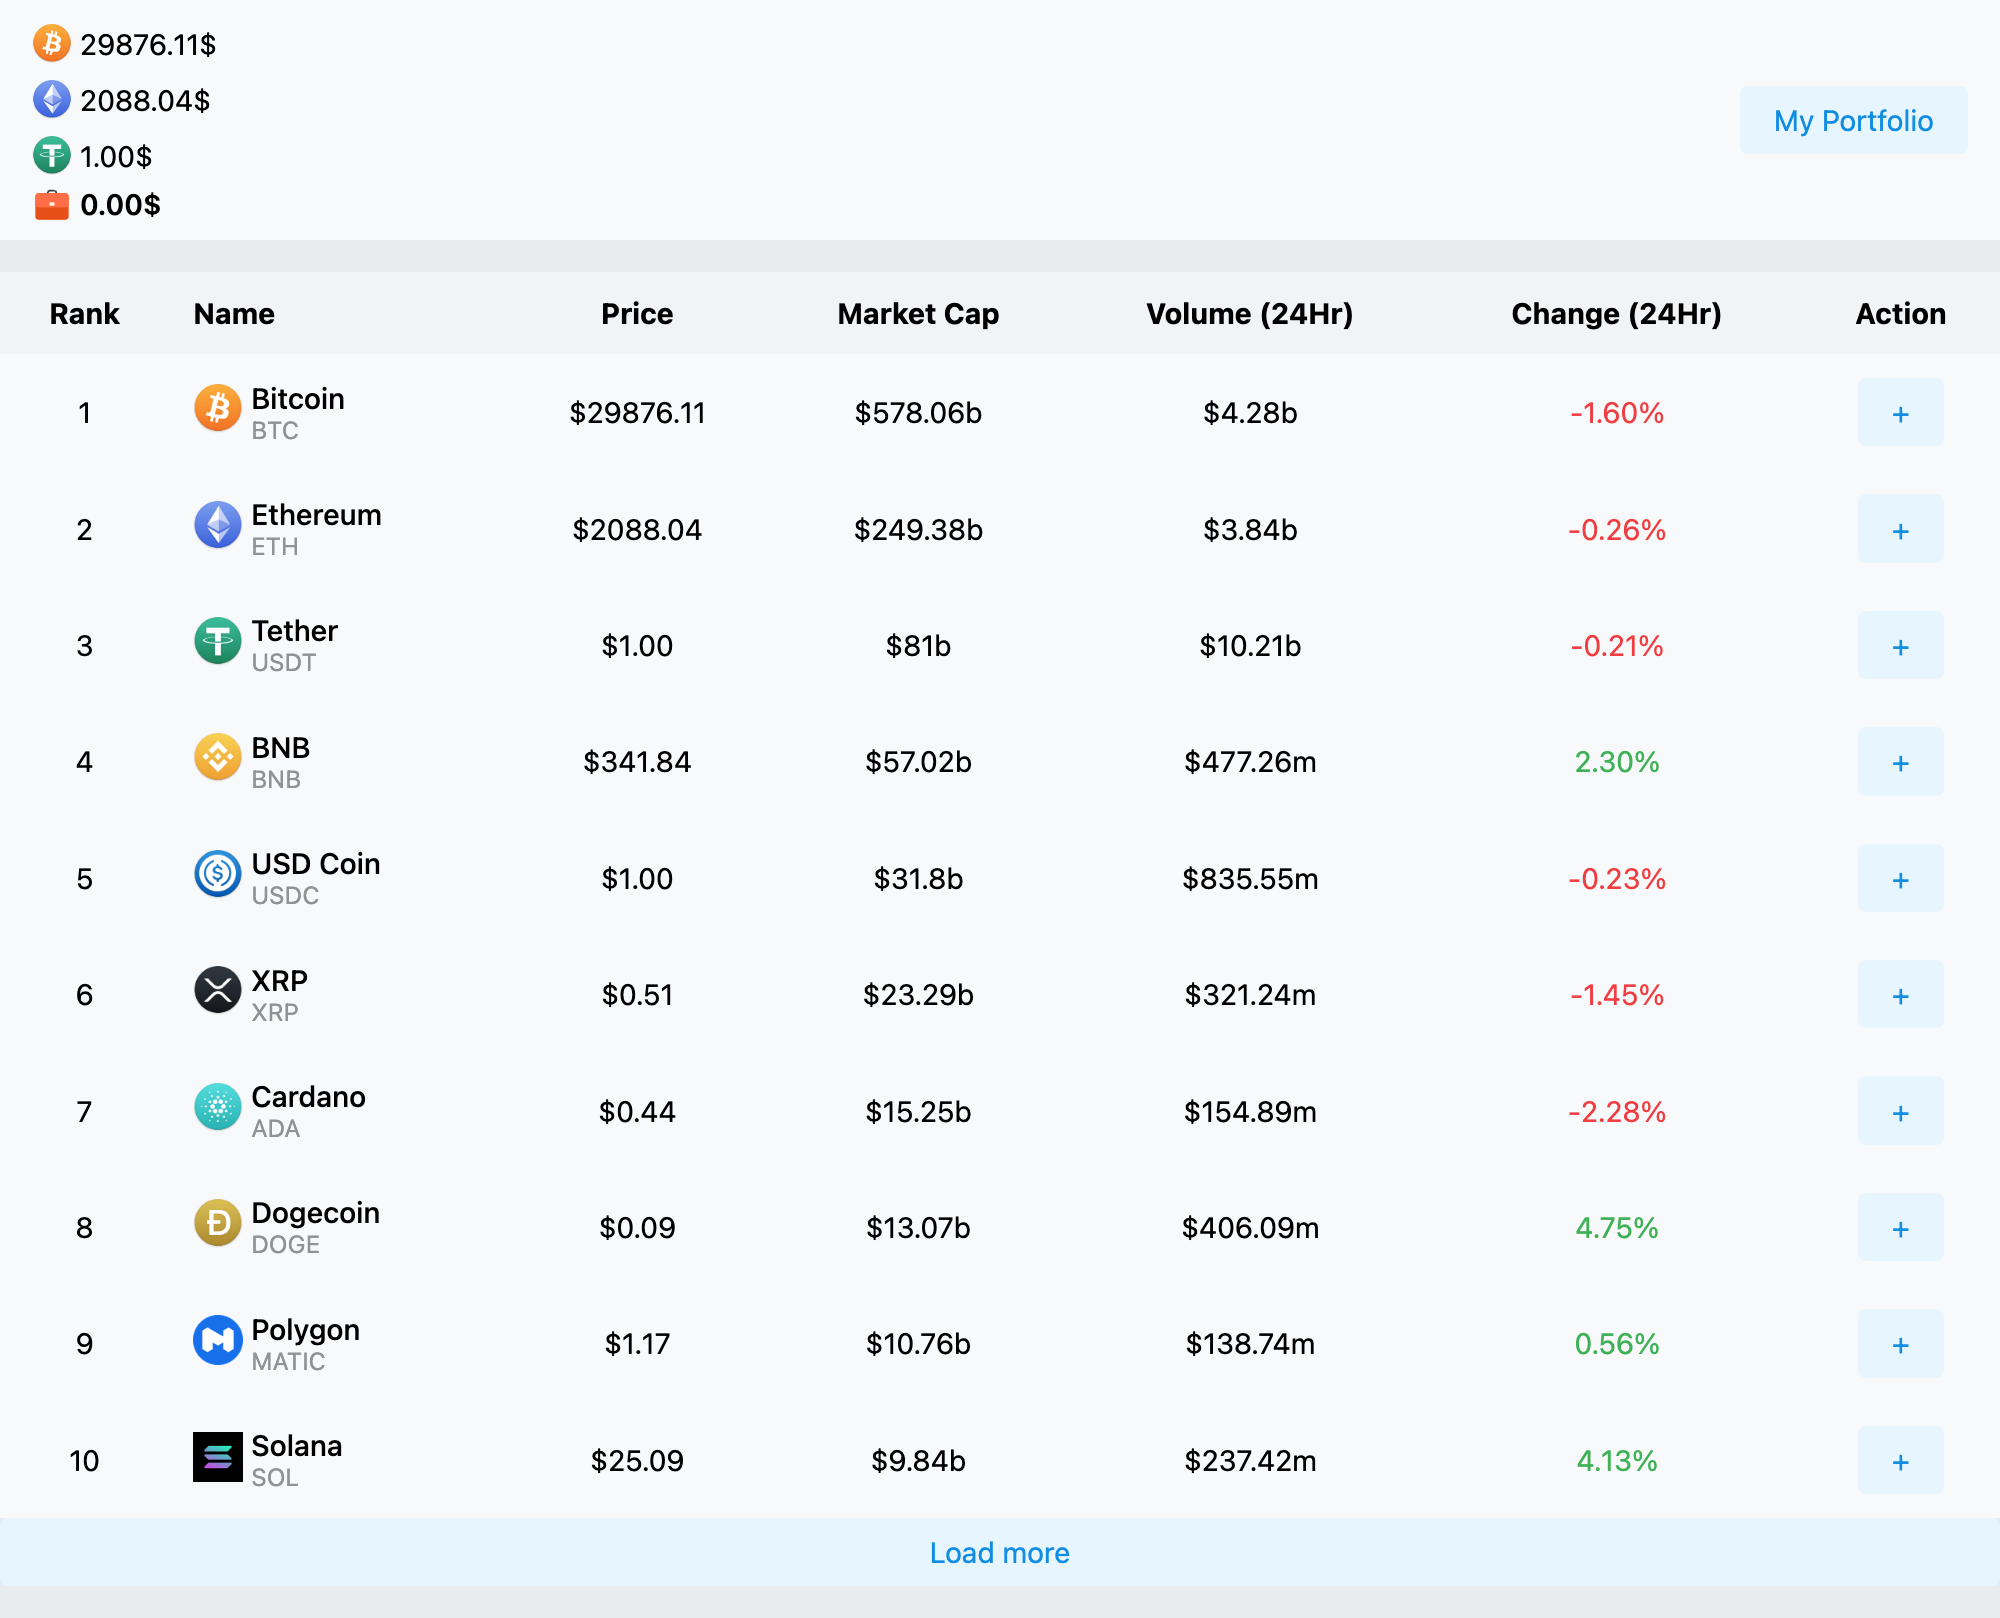 29876.11$
2088.04$
1.00$
0.00$
My Portfolio
Rank Name Price Market Cap Volume (24Hr) Change (24Hr) Action
1 Bitcoin $29876.11 $578.06b $4.28b -1.60% +
BTC
2 Ethereum $2088.04 $249.38b $3.84b -0.26% +
ETH
3 Tether $1.00 $81b $10.21b -0.21% +
USDT
4 BNB $341.84 $57.02b $477.26m 2.30% +
BNB
5 USD Coin $1.00 $31.8b $835.55m -0.23% +
USDC
6 XRP $0.51 $23.29b $321.24m -1.45% +
XRP
7 Cardano $0.44 $15.25b $154.89m -2.28% +
ADA
8 Dogecoin $0.09 $13.07b $406.09m 4.75% +
DOGE
9 Polygon $1.17 $10.76b $138.74m 0.56% +
MATIC
10 Solana $25.09 $9.84b $237.42m 4.13% +
SOL
Load more